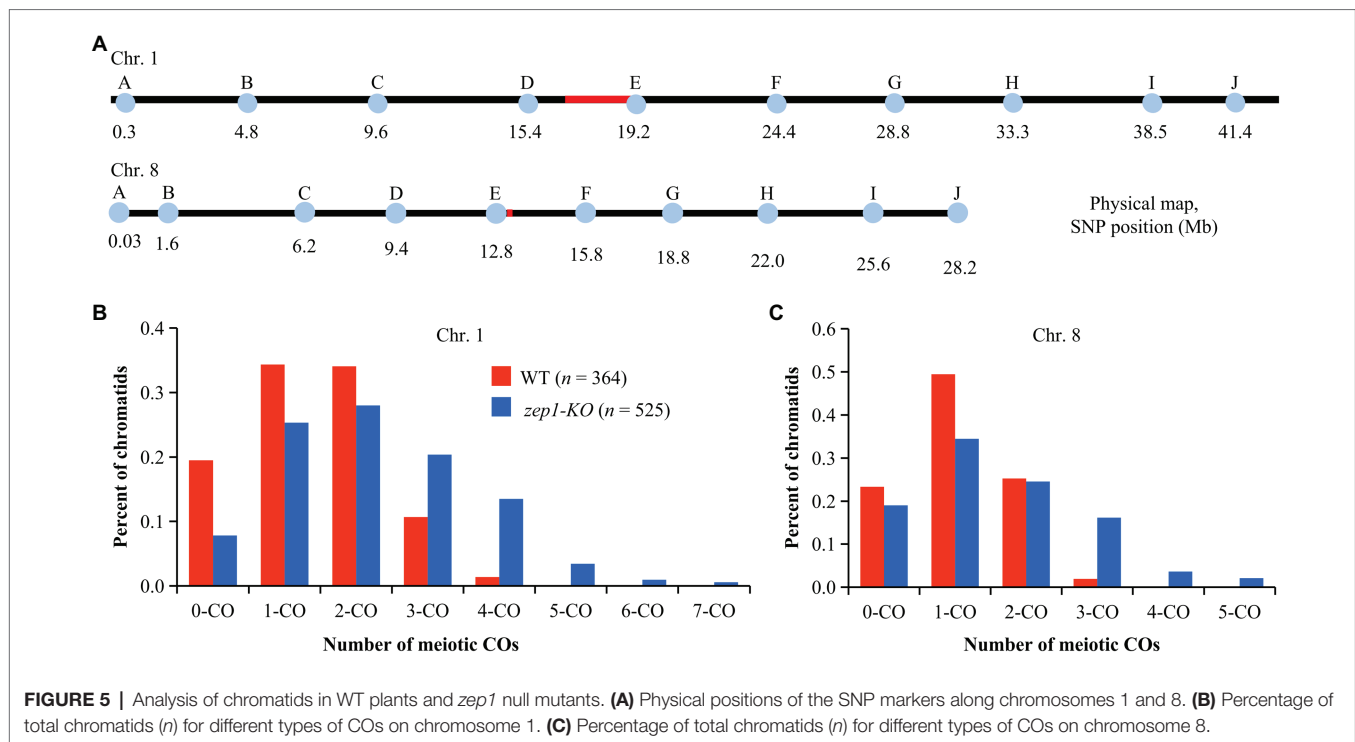 A
Chr. 1
A B C D E F G H I J
0.3 4.8 9.6 15.4 19.2 24.4 28.8 33.3 38.5 41.4
Chr. 8
A B C D E F G H I J
0.03 1.6 6.2 9.4 12.8 15.8 18.8 22.0 25.6 28.2
Physical map,
SNP position (Mb)
B
Chr. 1
Percent of chromatids
0.4
0.3
0.2
0.1
0.0
WT (n = 364)
zep1-KO (n = 525)
0-CO 1-CO 2-CO 3-CO 4-CO 5-CO 6-CO 7-CO
Number of meiotic COs
C
Chr. 8
Percent of chromatids
0.6
0.5
0.4
0.3
0.2
0.1
0.0
0-CO 1-CO 2-CO 3-CO 4-CO 5-CO
Number of meiotic COs
FIGURE 5 | Analysis of chromatids in WT plants and zep1 null mutants. (A) Physical positions of the SNP markers along chromosomes 1 and 8. (B) Percentage of
total chromatids (n) for different types of COs on chromosome 1. (C) Percentage of total chromatids (n) for different types of COs on chromosome 8.